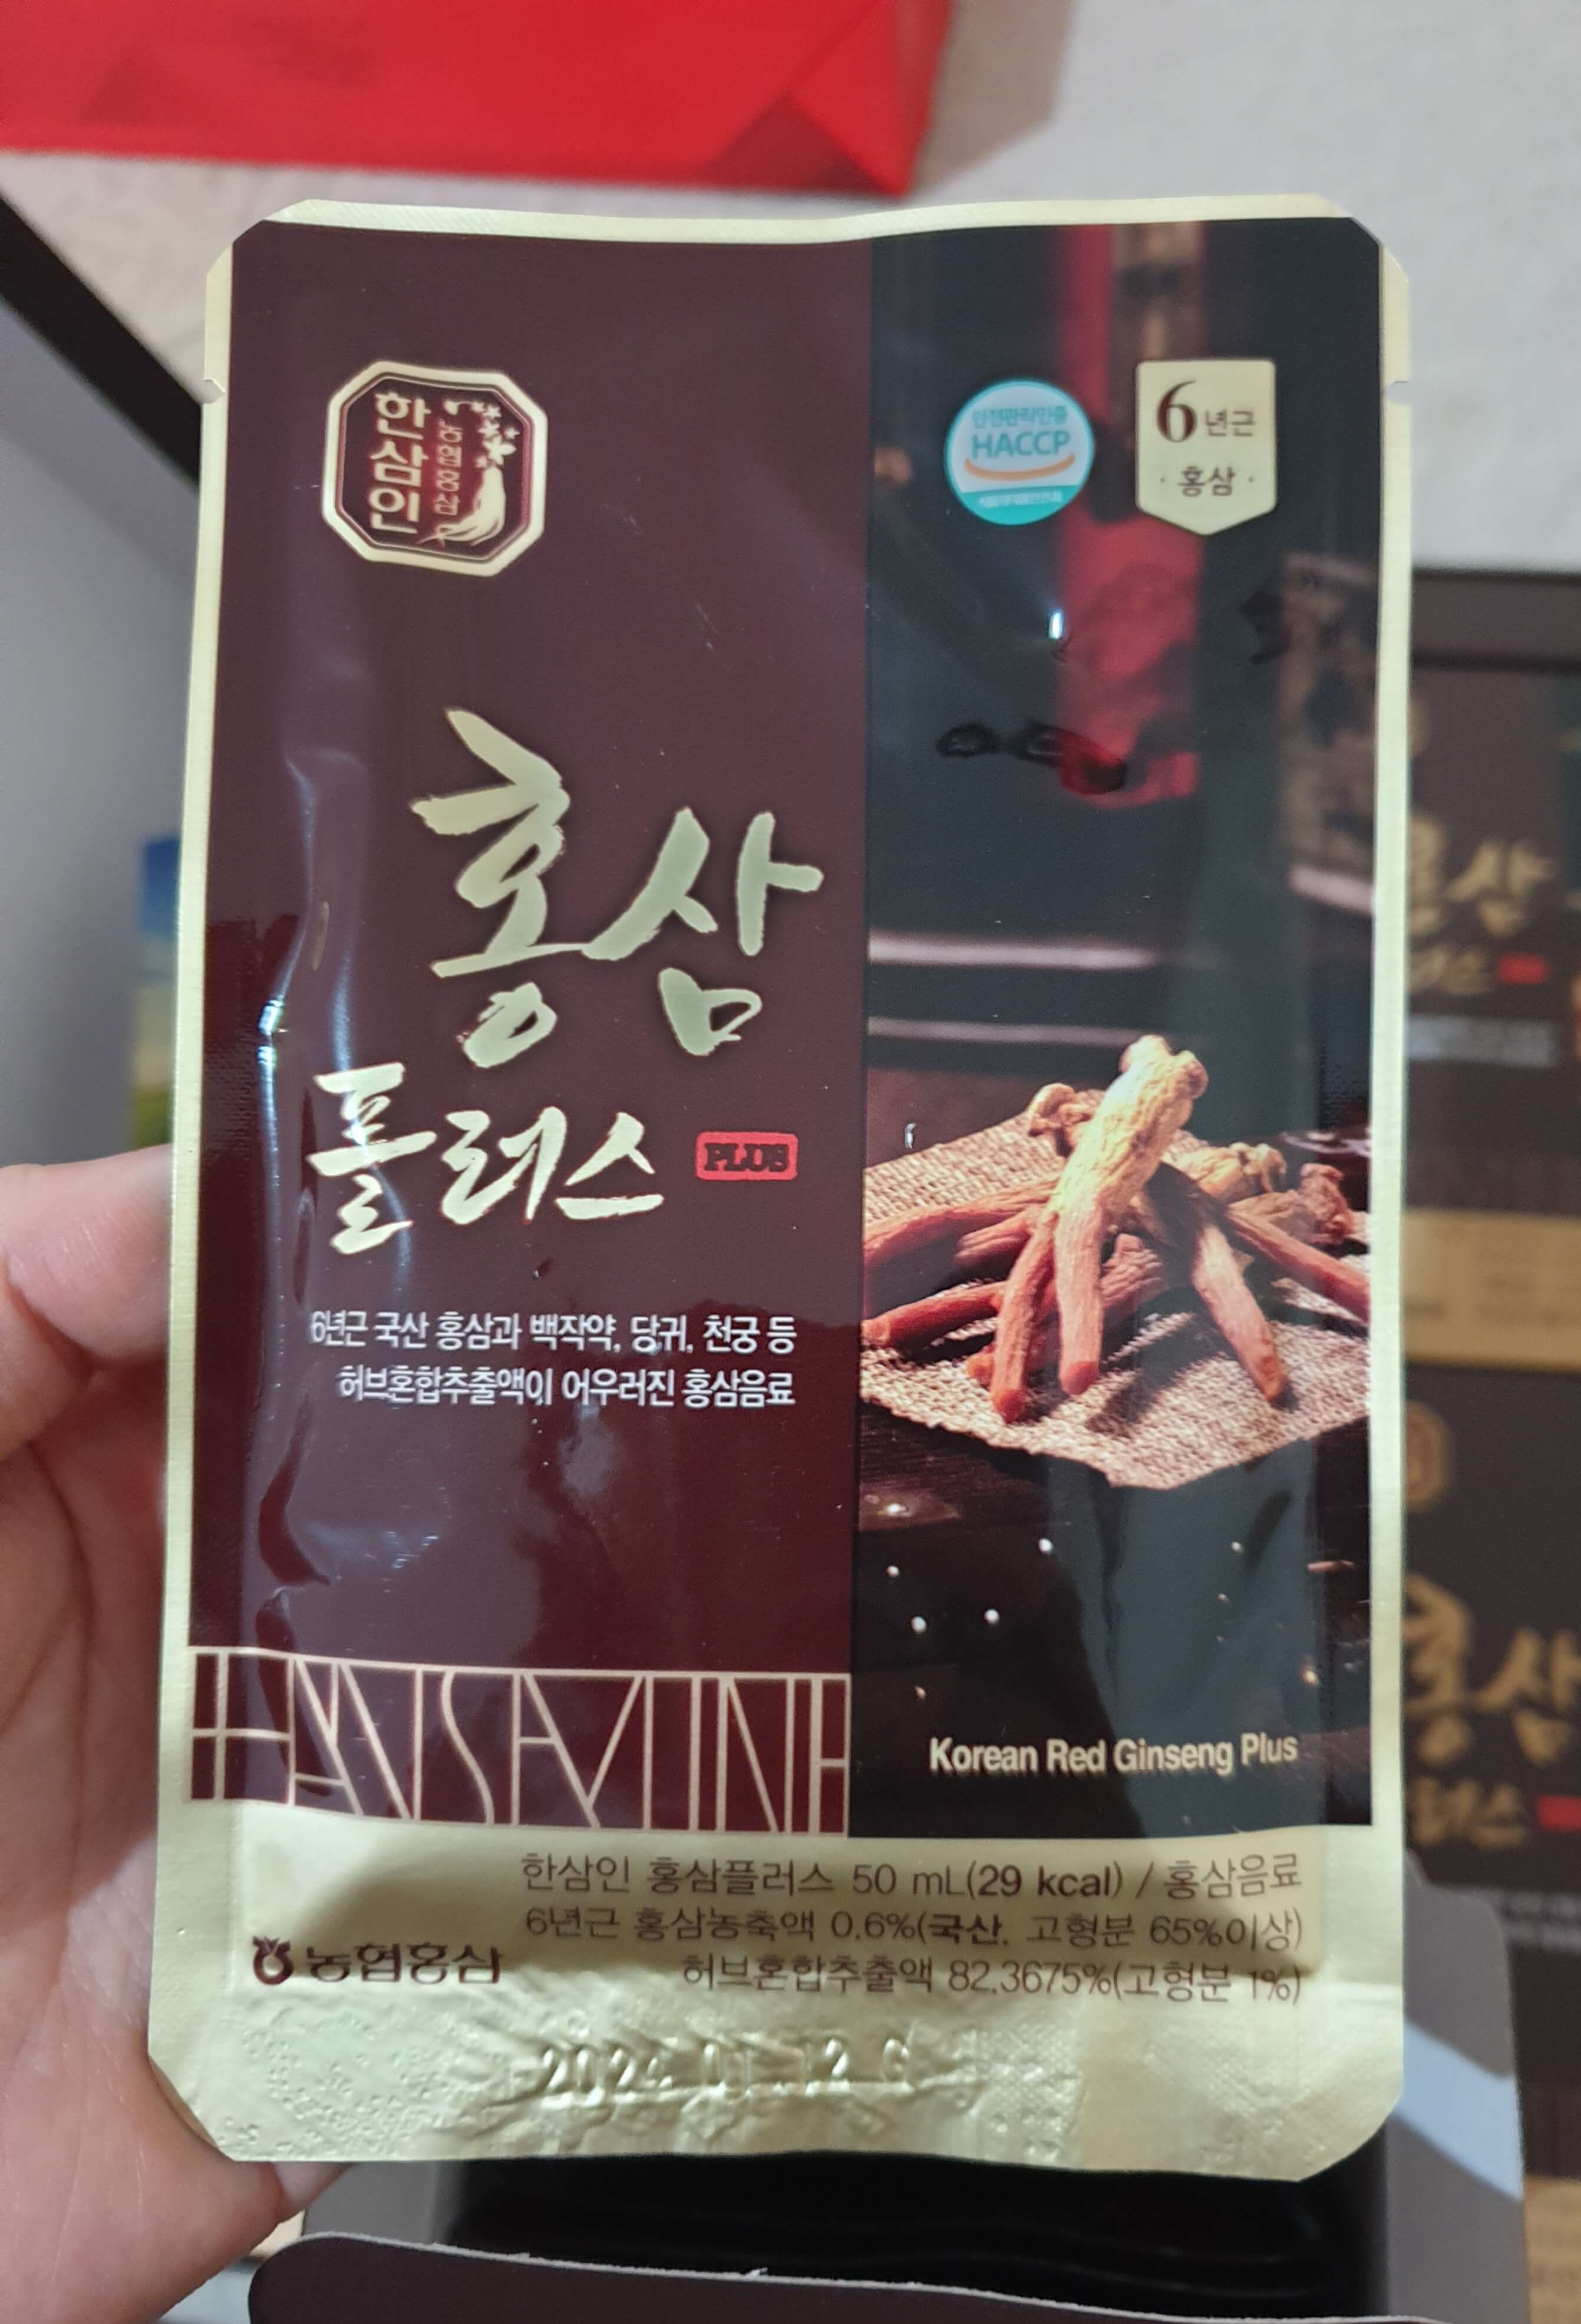 한삼인
농협홍삼
안전관리인증
HACCP
6년근
홍삼
홍삼
플러스 PLUS
6년근 국산 홍삼과 백작약, 당귀, 천궁 등
허브혼합추출액이 어우러진 홍삼음료
HANSAMINE
Korean Red Ginseng Plus
한삼인 홍삼플러스 50 mL(29 kcal) / 홍삼음료
6년근 홍삼농축액 0.6%(국산, 고형분 65%이상)
농협홍삼 허브혼합추출액 82.3675%(고형분 1%)
홍삼